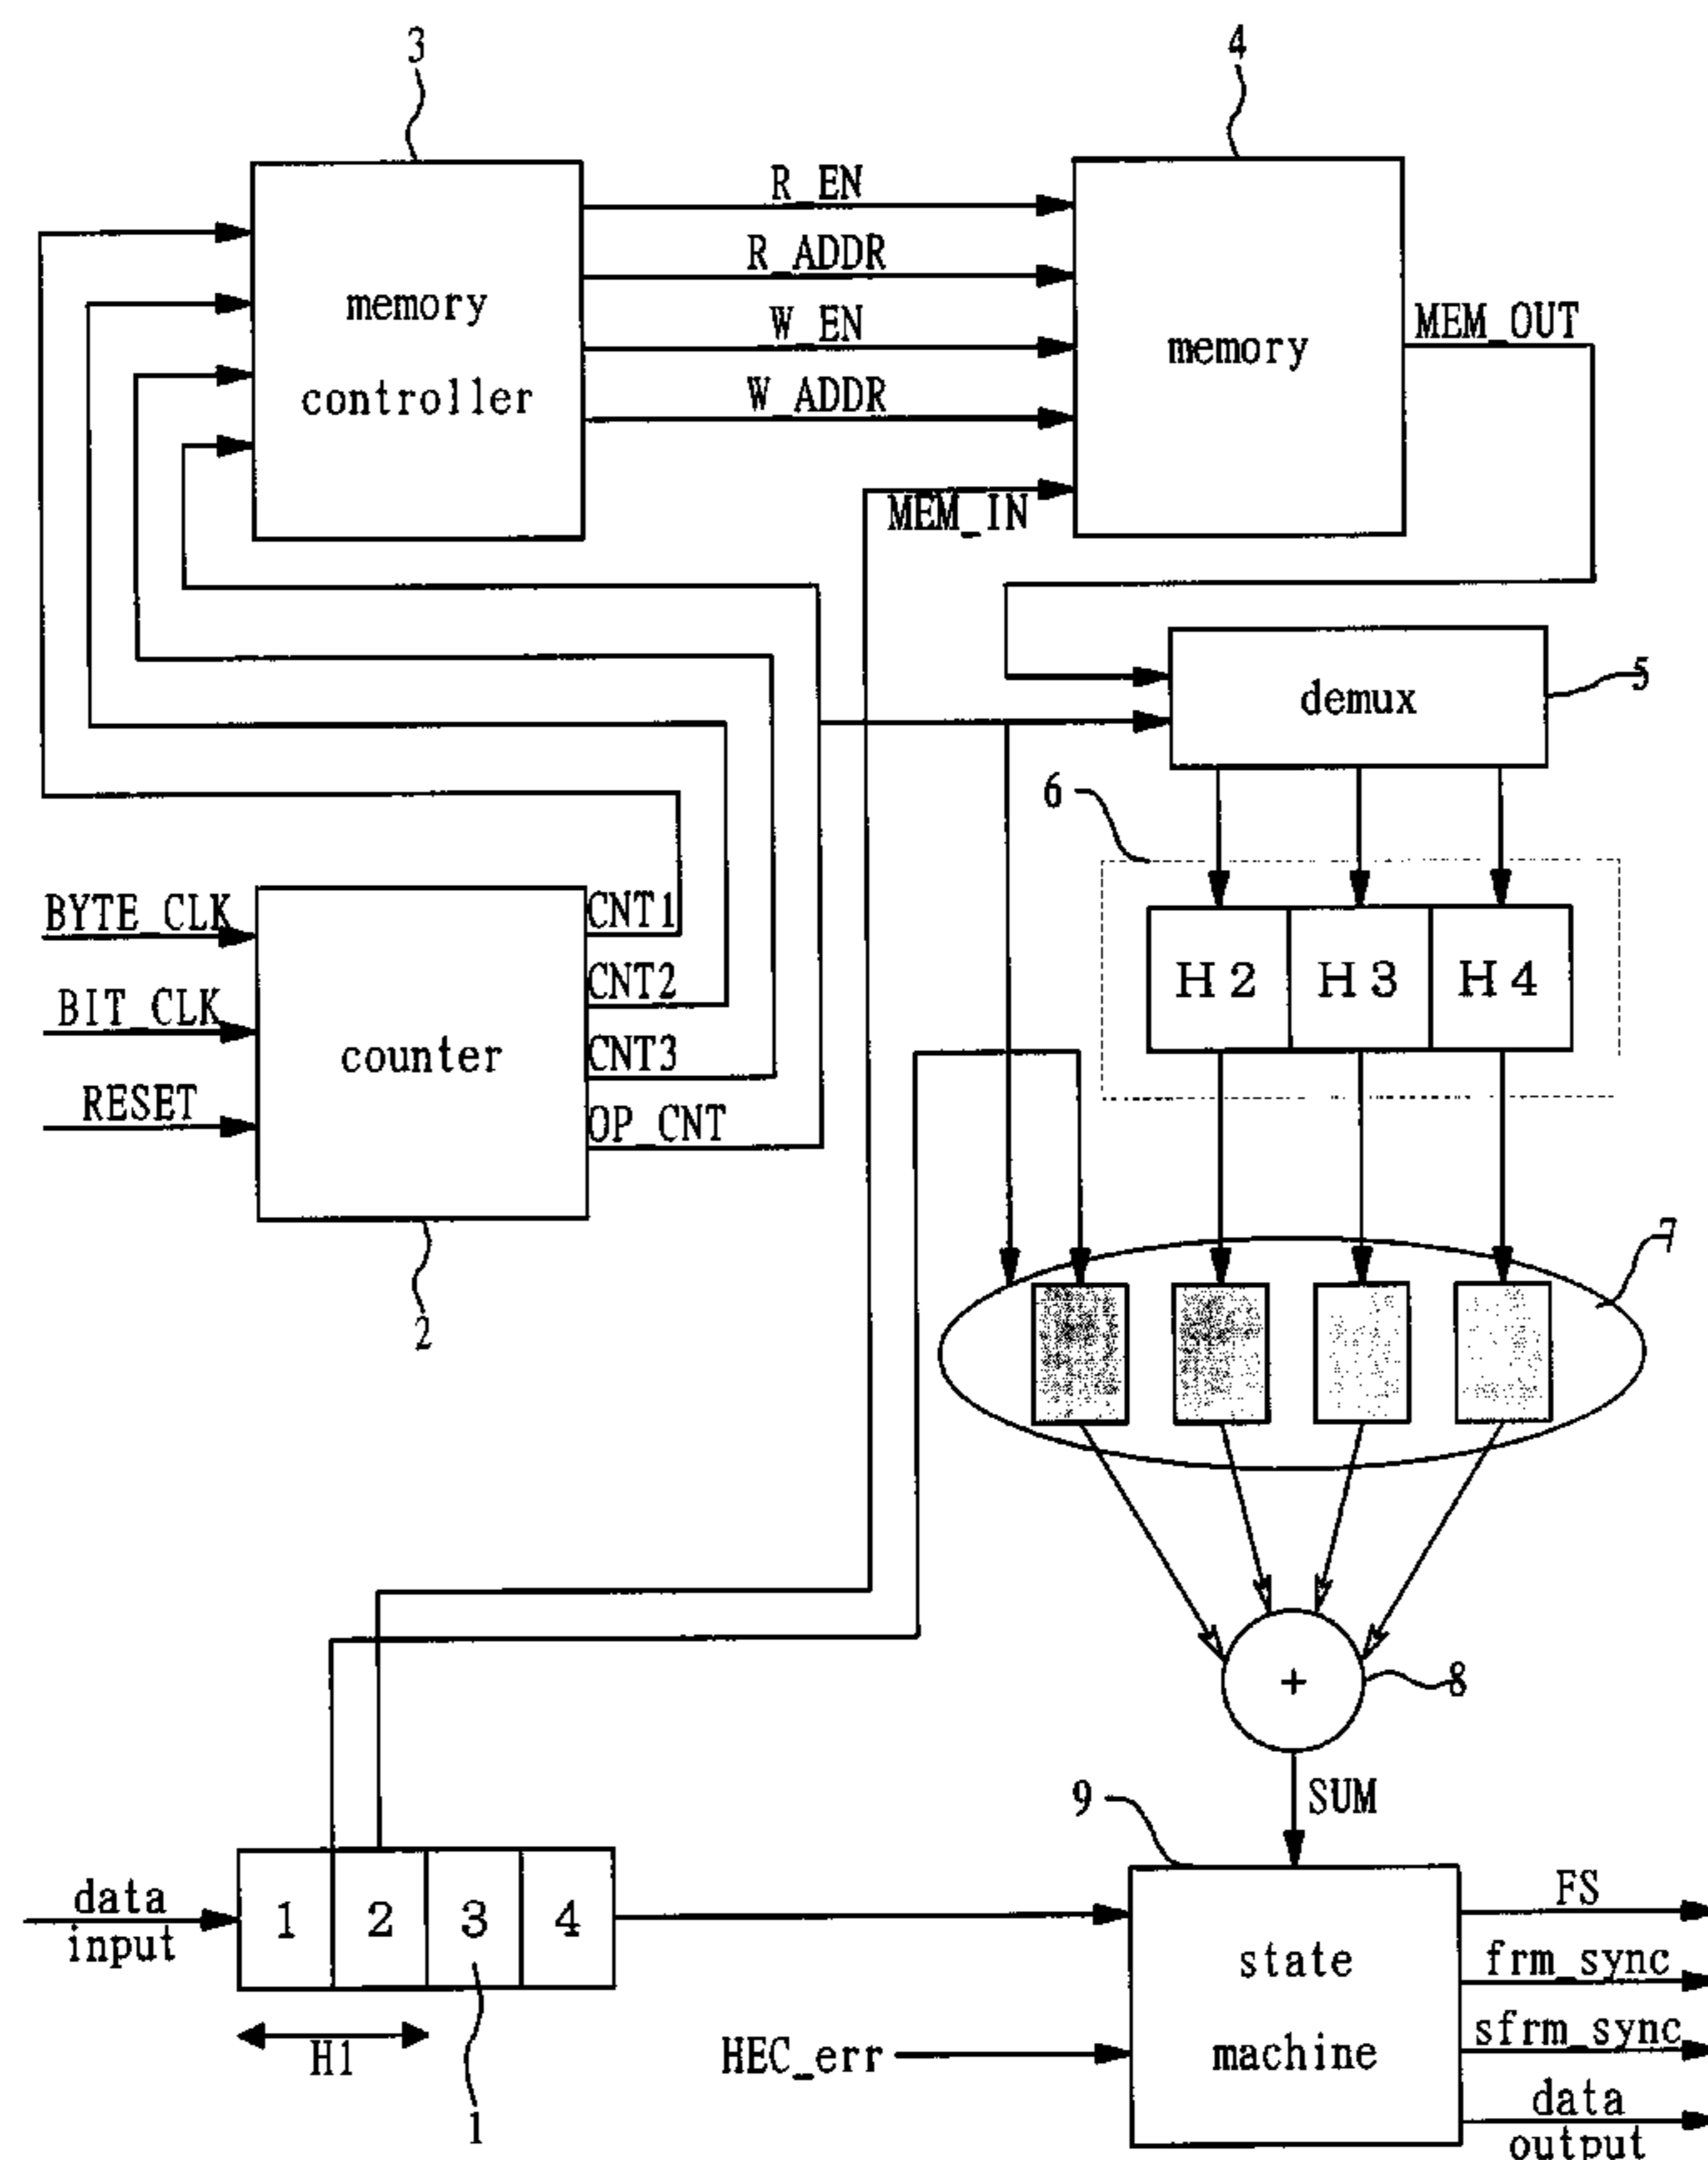 3
4
R_EN
R_ADDR
W_EN
W_ADDR
MEM_IN
memory
controller
memory
MEM_OUT
demux
5
6
H2
H3
H4
BYTE_CLK
BIT_CLK
RESET
counter
CNT1
CNT2
CNT3
OP_CNT
2
7
+
8
SUM
9
data
input
1
2
3
4
H1
1
HEC_err
state
machine
FS
frm_sync
sfrm_sync
data
output